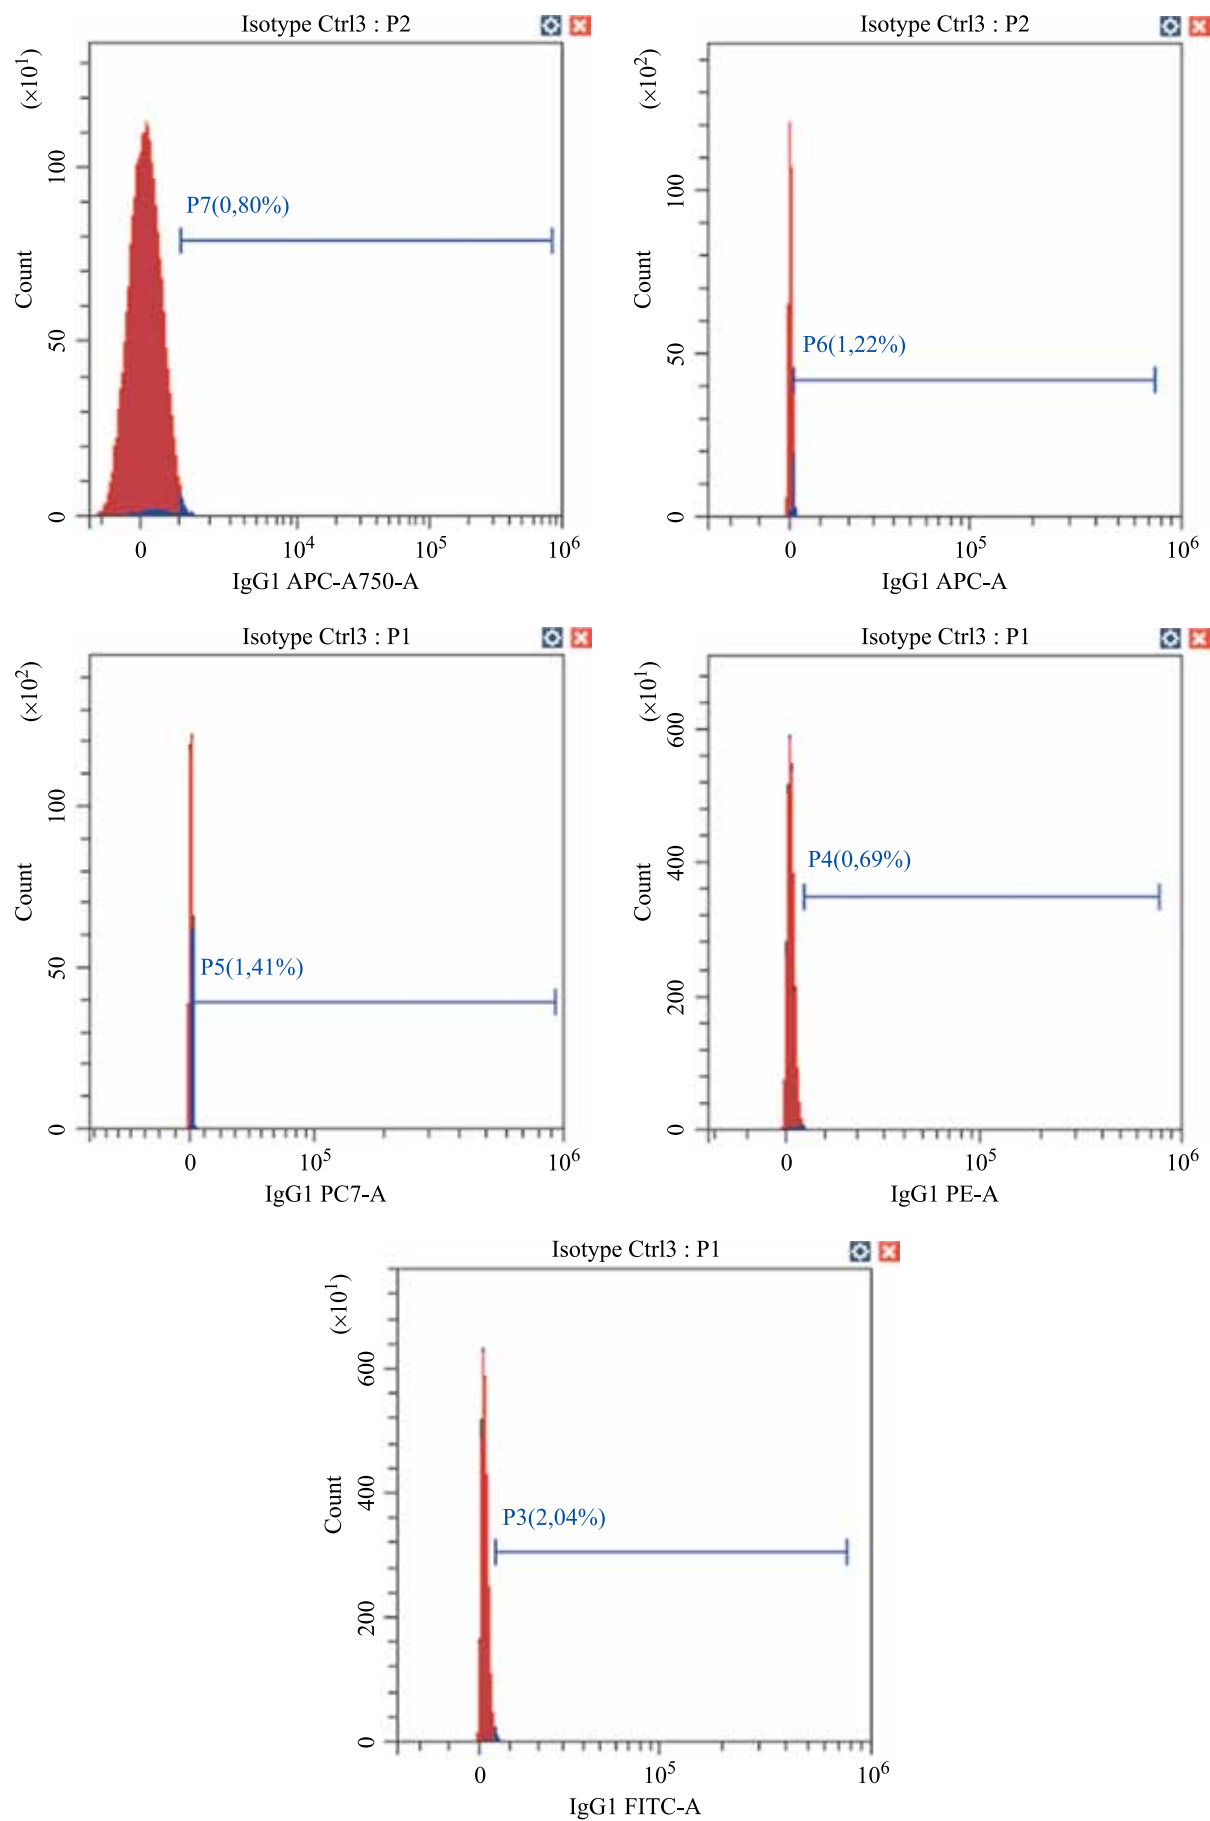 Isotype Ctrl3 : P2
(×10¹)
Count
100
50
0
P7(0,80%)
0 10⁴ 10⁵ 10⁶
IgG1 APC-A750-A
Isotype Ctrl3 : P2
(×10²)
Count
100
50
0
P6(1,22%)
0 10⁵ 10⁶
IgG1 APC-A
Isotype Ctrl3 : P1
(×10²)
Count
100
50
0
P5(1,41%)
0 10⁵ 10⁶
IgG1 PC7-A
Isotype Ctrl3 : P1
(×10¹)
Count
600
400
200
0
P4(0,69%)
0 10⁵ 10⁶
IgG1 PE-A
Isotype Ctrl3 : P1
(×10¹)
Count
600
400
200
0
P3(2,04%)
0 10⁵ 10⁶
IgG1 FITC-A